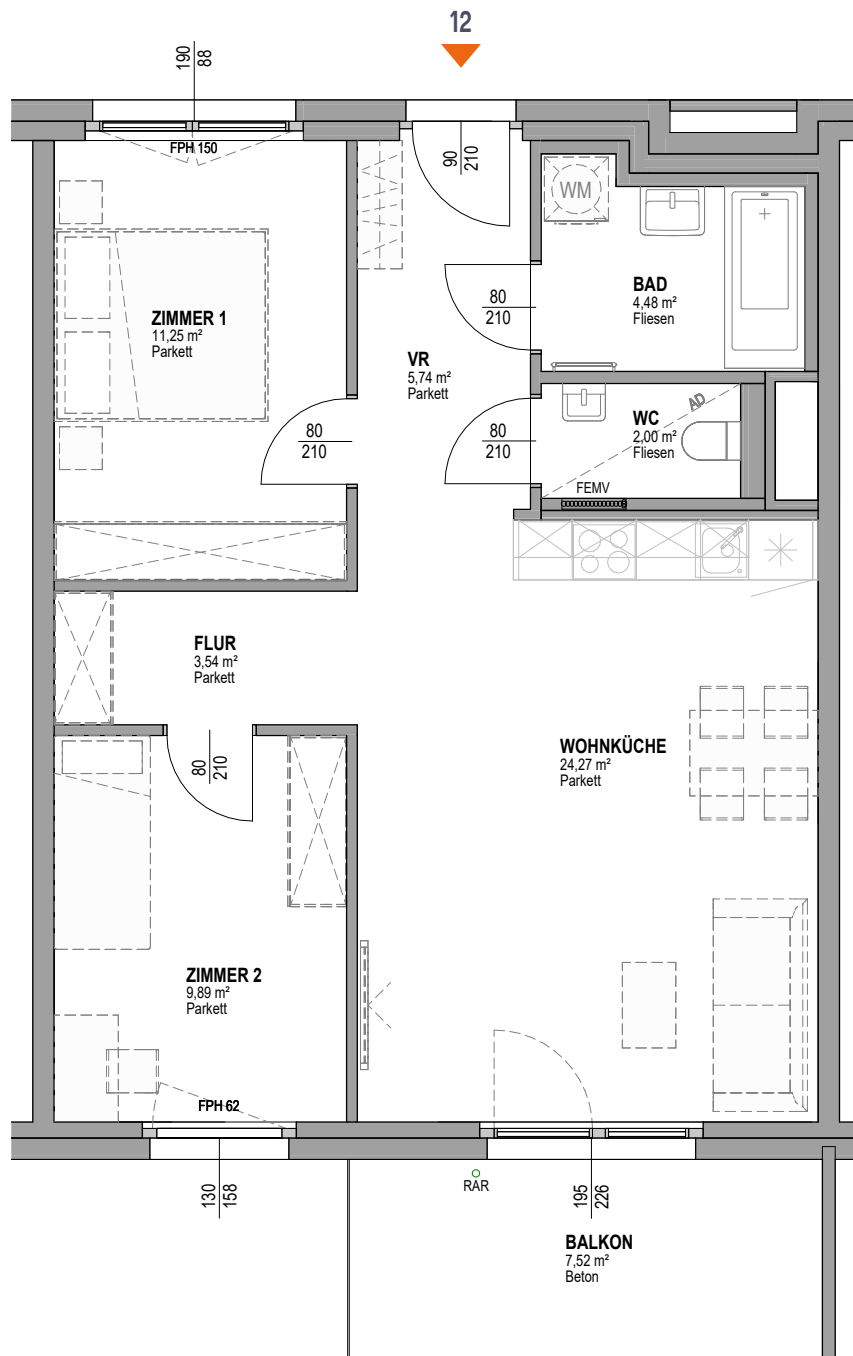 12
190
88
FPH 150
90
210
WM
BAD
4,48 m²
Fliesen
ZIMMER 1
11,25 m²
Parkett
80
210
VR
5,74 m²
Parkett
80
210
80
210
WC
2,00 m²
Fliesen
AD
FEMV
FLUR
3,54 m²
Parkett
80
210
WOHNKÜCHE
24,27 m²
Parkett
ZIMMER 2
9,89 m²
Parkett
FPH 62
130
158
RAR
195
226
BALKON
7,52 m²
Beton